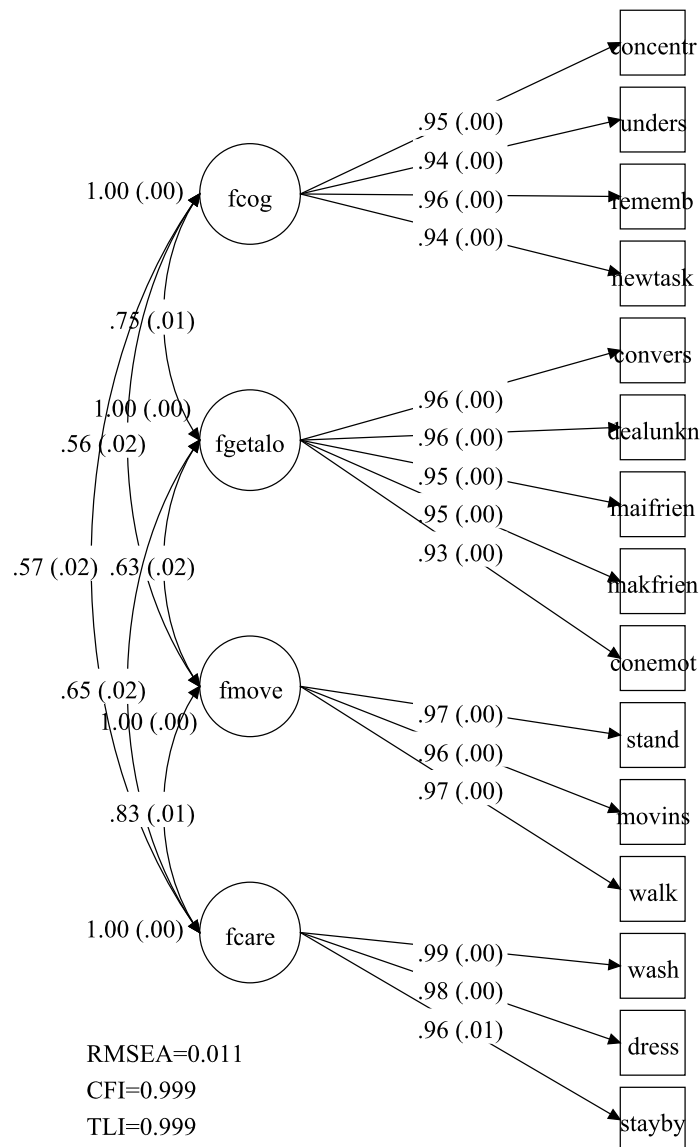 concentr
.95 (.00)
unders
.94 (.00)
1.00 (.00)
fcog
.96 (.00)
rememb
.94 (.00)
newtask
.75 (.01)
convers
1.00 (.00)
.96 (.00)
.56 (.02)
fgetalo
.96 (.00)
dealunkn
.95 (.00)
maifrien
.95 (.00)
.57 (.02)
.63 (.02)
.93 (.00)
makfrien
conemot
.65 (.02)
fmove
1.00 (.00)
.97 (.00)
stand
.96 (.00)
.97 (.00)
movins
.83 (.01)
walk
1.00 (.00)
fcare
.99 (.00)
wash
.98 (.00)
.96 (.01)
dress
RMSEA=0.011
CFI=0.999
TLI=0.999
stayby